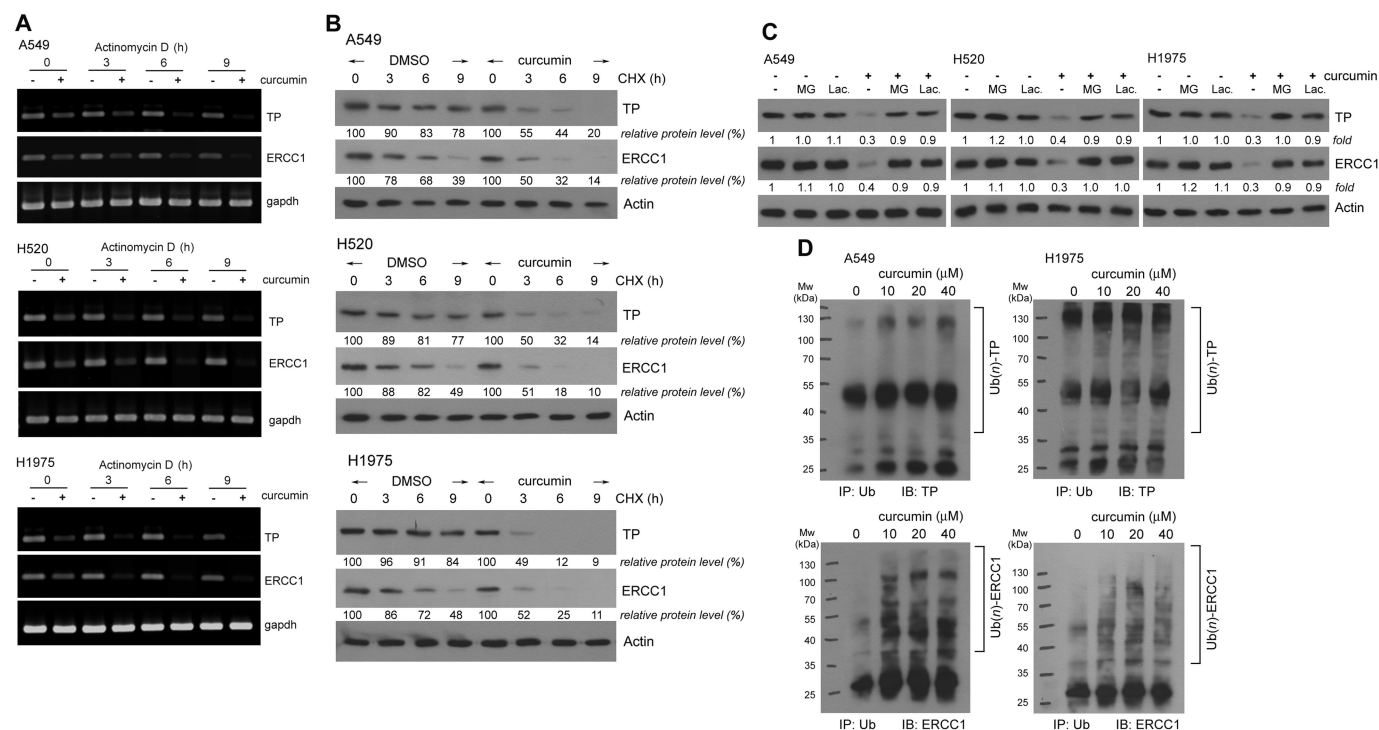 A
A549
Actinomycin D (h)
0 3 6 9
- + - + - + - + curcumin
TP
ERCC1
gapdh
H520
Actinomycin D (h)
0 3 6 9
- + - + - + - + curcumin
TP
ERCC1
gapdh
H1975
Actinomycin D (h)
0 3 6 9
- + - + - + - + curcumin
TP
ERCC1
gapdh
B
A549
← DMSO → ← curcumin →
0 3 6 9 0 3 6 9 CHX (h)
TP
100 90 83 78 100 55 44 20 relative protein level (%)
ERCC1
100 78 68 39 100 50 32 14 relative protein level (%)
Actin
H520
← DMSO → ← curcumin →
0 3 6 9 0 3 6 9 CHX (h)
TP
100 89 81 77 100 50 32 14 relative protein level (%)
ERCC1
100 88 82 49 100 51 18 10 relative protein level (%)
Actin
H1975
← DMSO → ← curcumin →
0 3 6 9 0 3 6 9 CHX (h)
TP
100 96 91 84 100 49 6 12 9 relative protein level (%)
ERCC1
100 86 72 48 100 52 25 11 relative protein level (%)
Actin
C
A549 H520 H1975
- - - + + + - - - + + + - - - + + + curcumin
- MG Lac. - MG Lac. - MG Lac. - MG Lac. - MG Lac. - MG Lac.
TP
1 1.0 1.1 0.3 0.9 0.9 1 1.2 1.0 0.4 0.9 0.9 1 1.0 1.0 0.3 1.0 0.9 fold
ERCC1
1 1.1 1.0 0.4 0.9 0.9 1 1.1 1.0 0.3 1.0 1.0 1 1.2 1.1 0.3 0.9 0.9 fold
Actin
D
A549
curcumin (μM)
Mw (kDa)
0 10 20 40
130
100
70
55
40
35
25
Ub(n)-TP
IP: Ub IB: TP
H1975
curcumin (μM)
Mw (kDa)
0 10 20 40
130
100
70
55
40
35
25
Ub(n)-TP
IP: Ub IB: TP
curcumin (μM)
Mw (kDa)
0 10 20 40
130
100
70
55
40
35
25
Ub(n)-ERCC1
IP: Ub IB: ERCC1
curcumin (μM)
Mw (kDa)
0 10 20 40
130
100
70
55
40
35
25
Ub(n)-ERCC1
IP: Ub IB: ERCC1